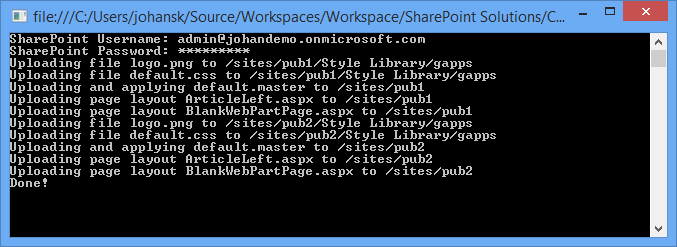 file:///C:/Users/johansk/Source/Workspaces/Workspace/SharePoint Solutions/C...
SharePoint Username: admin@johandemo.onmicrosoft.com
SharePoint Password: *********
Uploading file logo.png to /sites/pub1/Style Library/gapps
Uploading file default.css to /sites/pub1/Style Library/gapps
Uploading and applying default.master to /sites/pub1
Uploading page layout ArticleLeft.aspx to /sites/pub1
Uploading page layout BlankWebPartPage.aspx to /sites/pub1
Uploading file logo.png to /sites/pub2/Style Library/gapps
Uploading file default.css to /sites/pub2/Style Library/gapps
Uploading and applying default.master to /sites/pub2
Uploading page layout ArticleLeft.aspx to /sites/pub2
Uploading page layout BlankWebPartPage.aspx to /sites/pub2
Done!